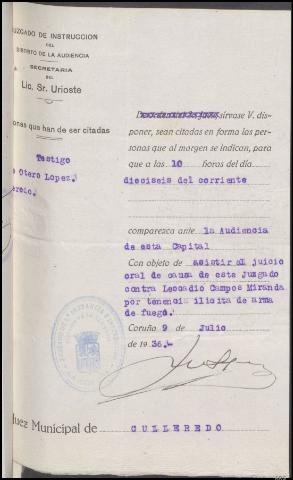 JUZGADO DE INSTRUCCION
DEL
DISTRITO DE LA AUDIENCIA
SECRETARIA
DEL
Lic. Sr. Urioste
onas que han de ser citadas
Testigo
Otero Lopez.
sírvase V. dis-
poner, sean citadas en forma las per-
sonas que al margen se indican, para
que a las 10 horas del día
dieciseis del corriente
comparezca ante la Audiencia
de esta Capital
Con objeto de asistir al juicio
oral de causa de este Juzgado
contra Leocadio Campos Miranda
por tenencia ilicita de arma
de fuego.
Coruña 9 de Julio
de 1936.-
Juez Municipal de CULLEREDO